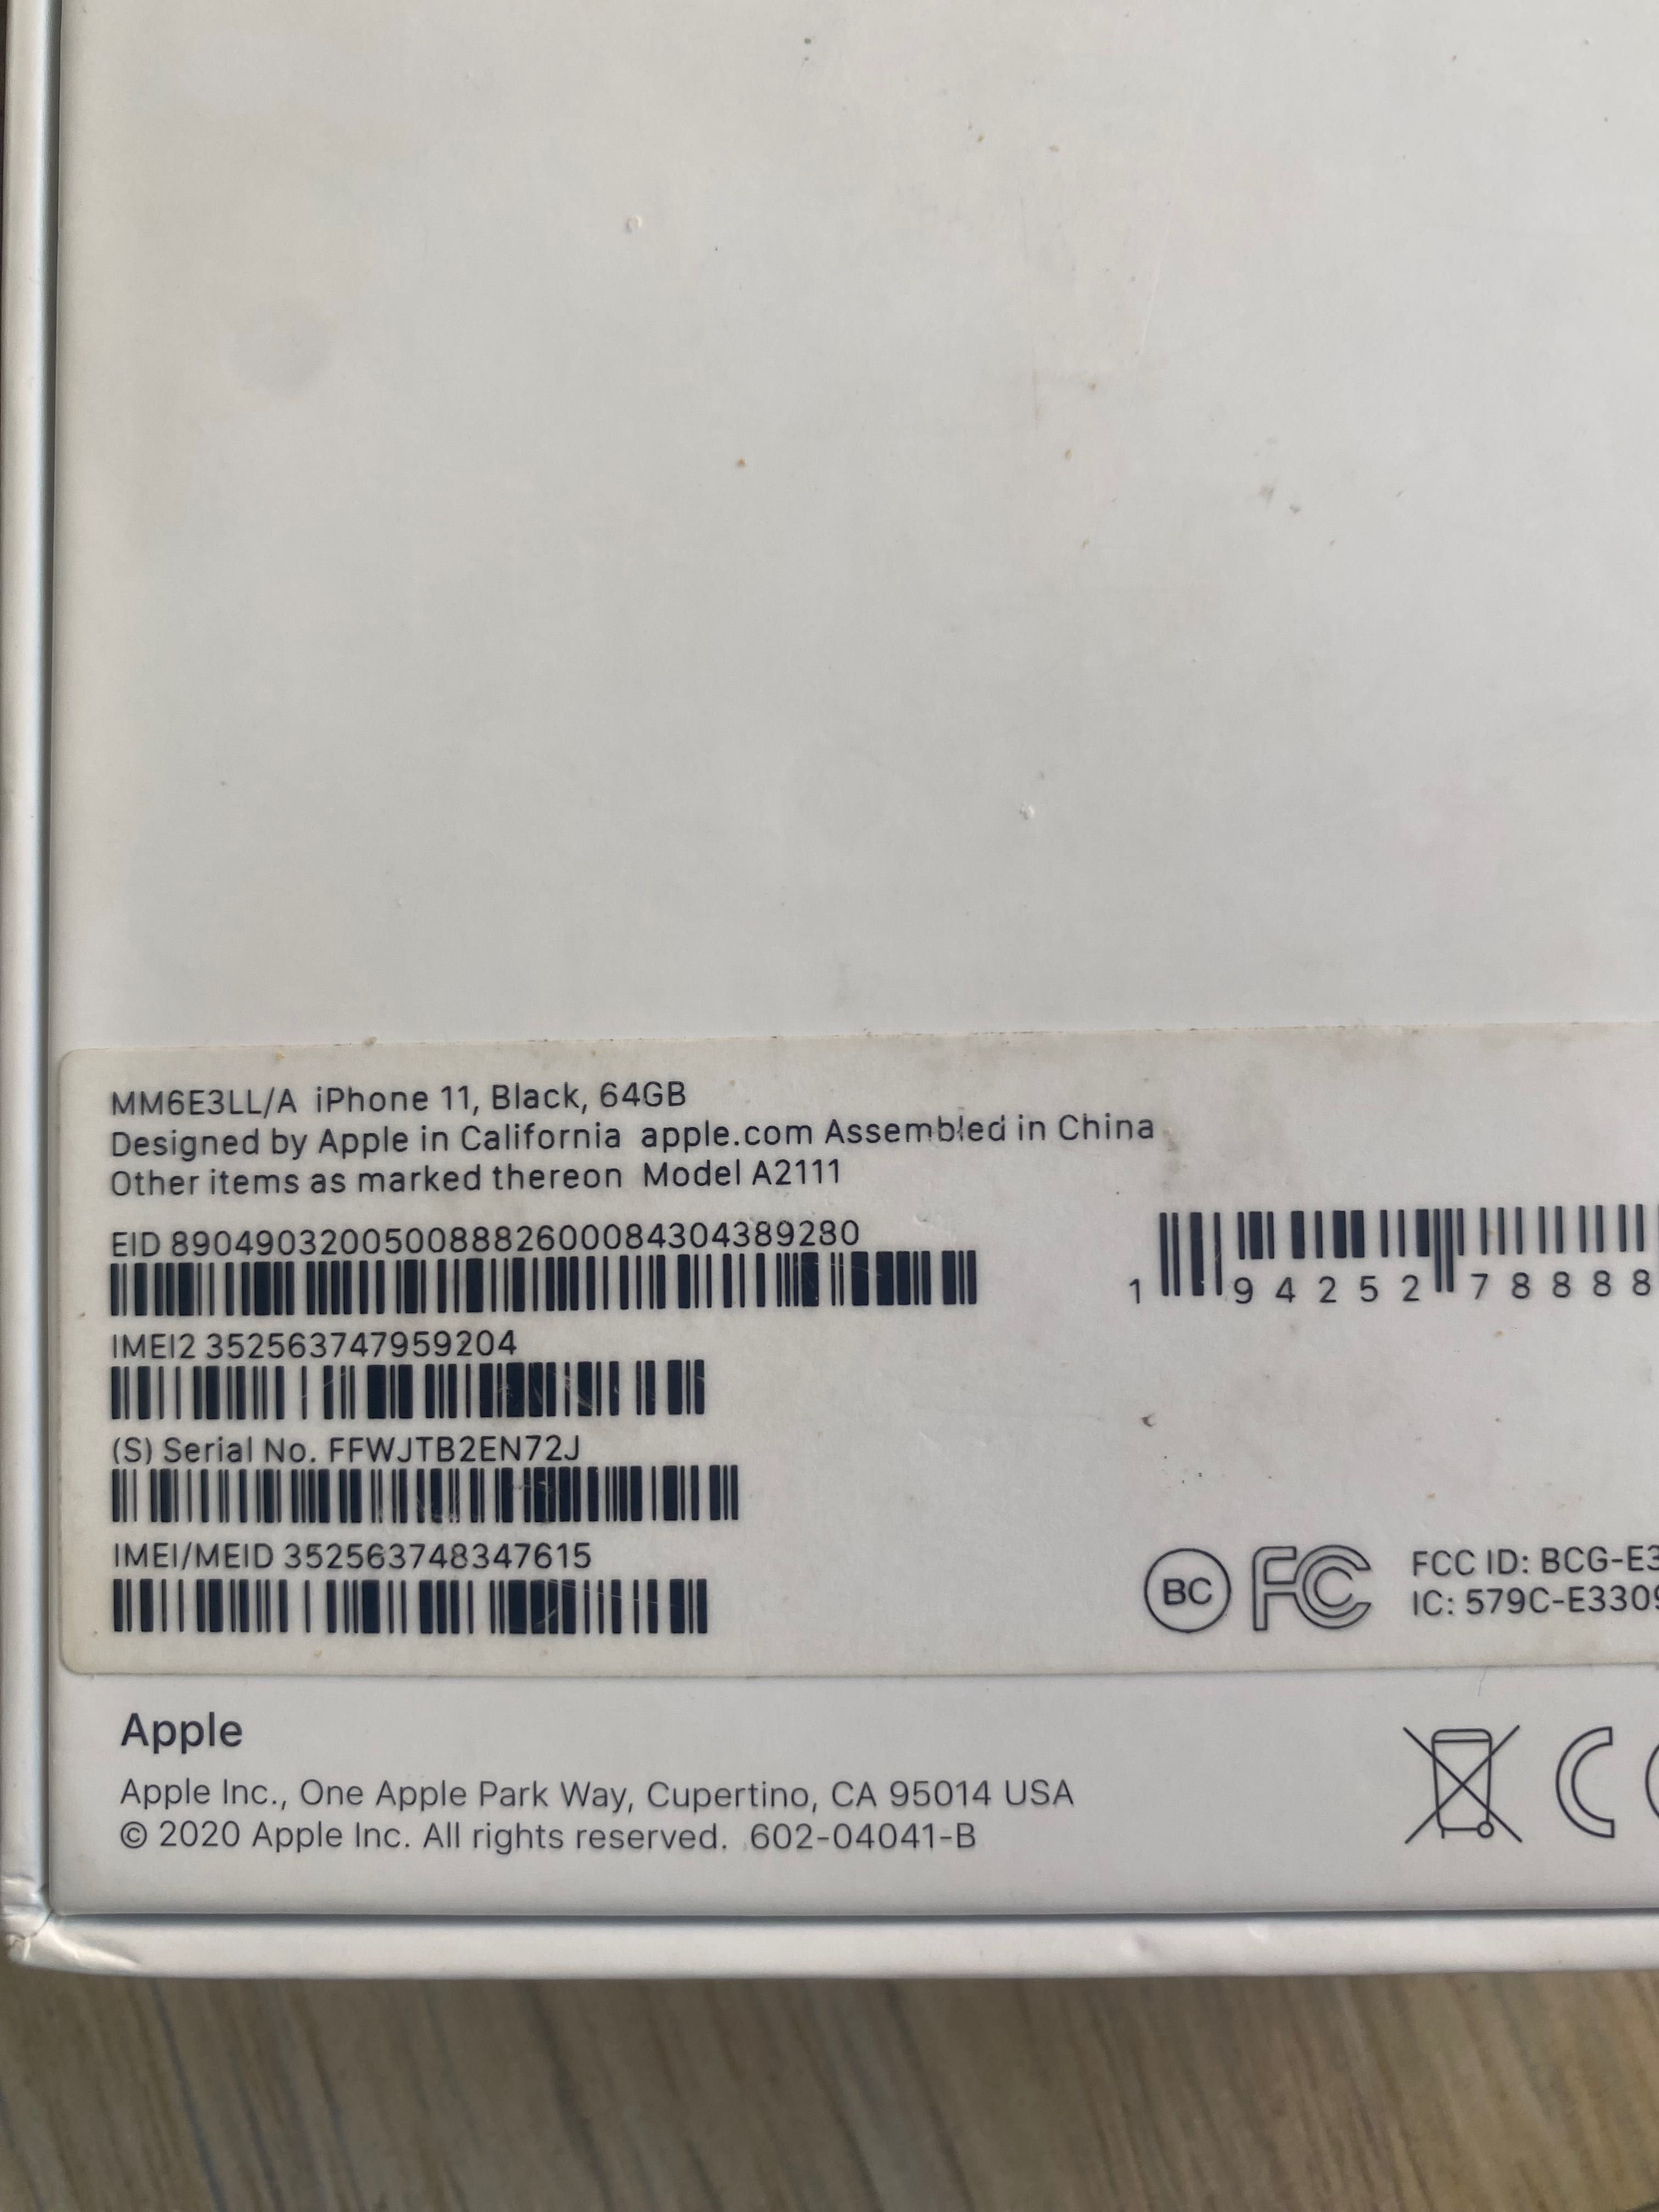 MM6E3LL/A iPhone 11, Black, 64GB
Designed by Apple in California apple.com Assembled in China
Other items as marked thereon Model A2111
EID 89049032005008882600084304389280
1 94252 78888
IMEI2 352563747959204
(S) Serial No. FFWJTB2EN72J
IMEI/MEID 352563748347615
BC FC
FCC ID: BCG-E3
IC: 579C-E3309
Apple
Apple Inc., One Apple Park Way, Cupertino, CA 95014 USA
© 2020 Apple Inc. All rights reserved. 602-04041-B